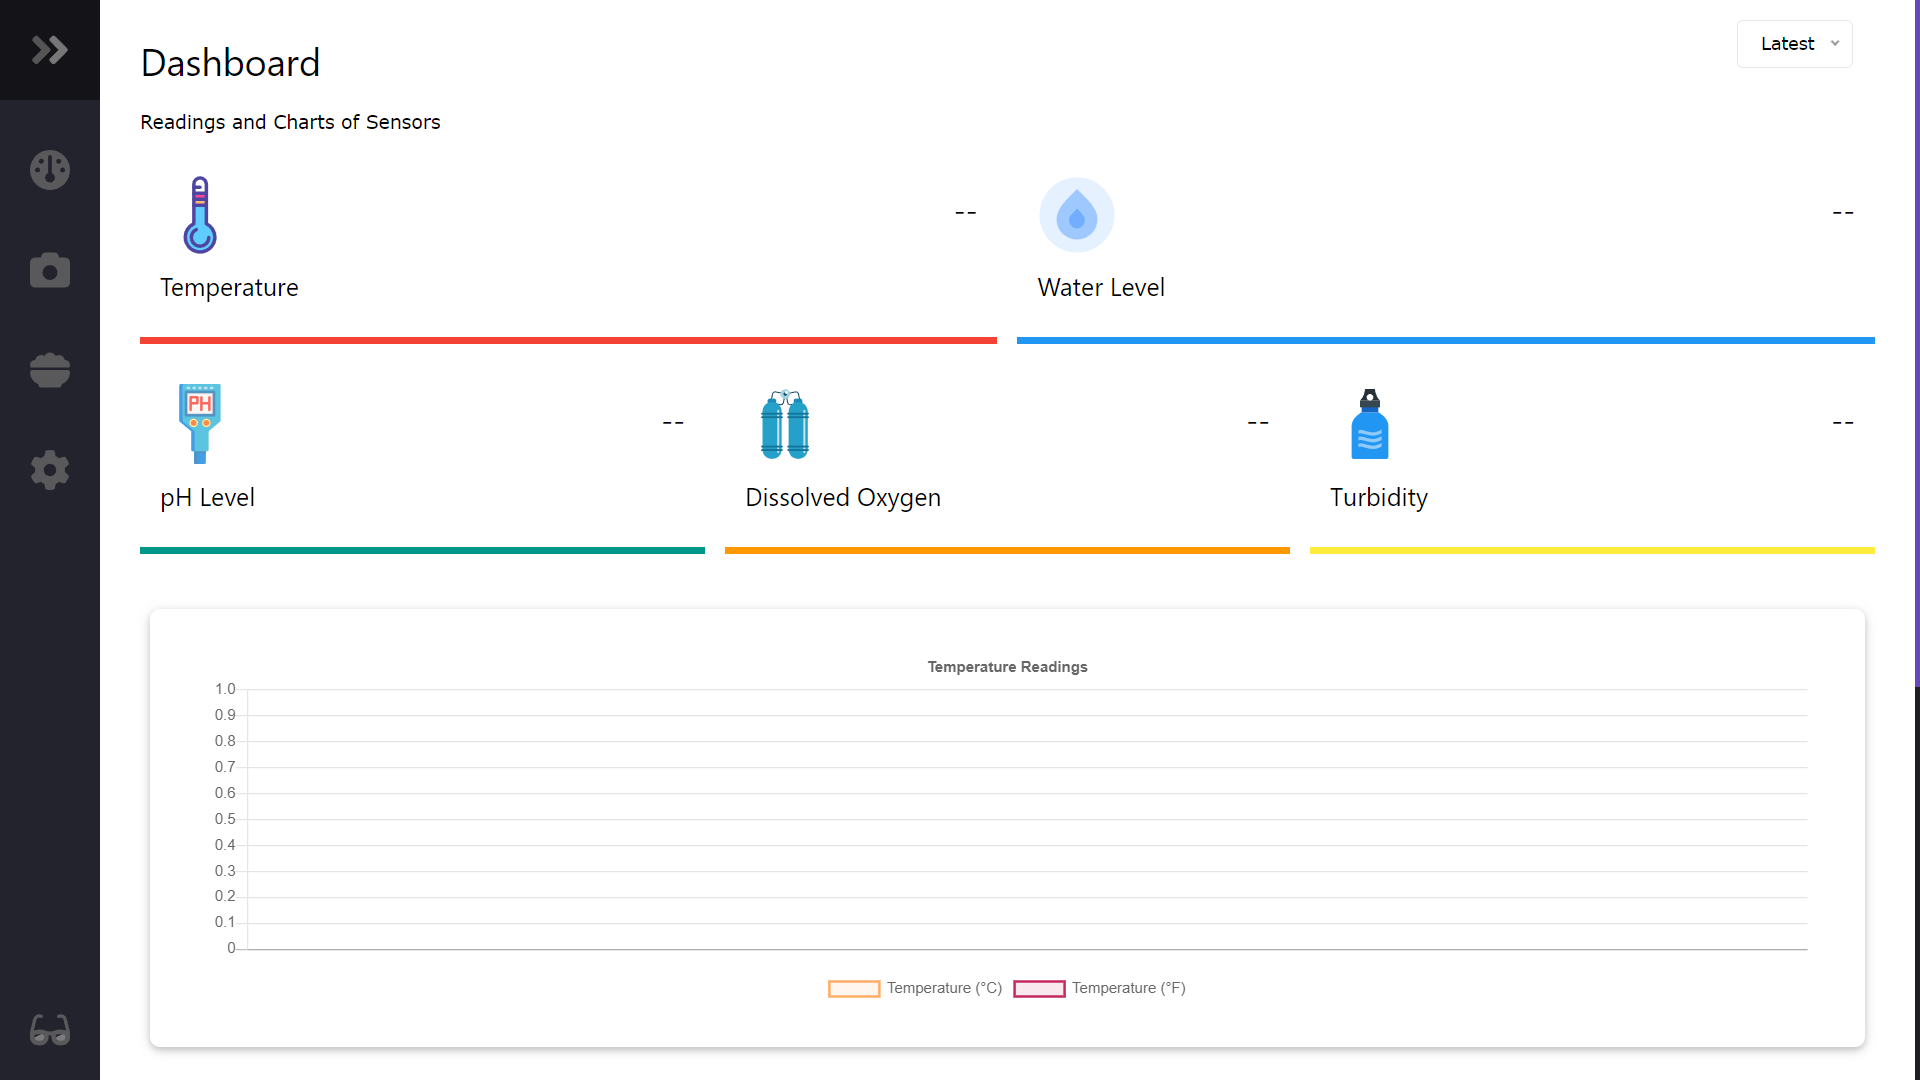 Dashboard
Latest
Readings and Charts of Sensors
--
--
Temperature
Water Level
PH
--
--
--
pH Level
Dissolved Oxygen
Turbidity
Temperature Readings
1.0
0.9
0.8
0.7
0.6
0.5
0.4
0.3
0.2
0.1
0
Temperature (°C) Temperature (°F)